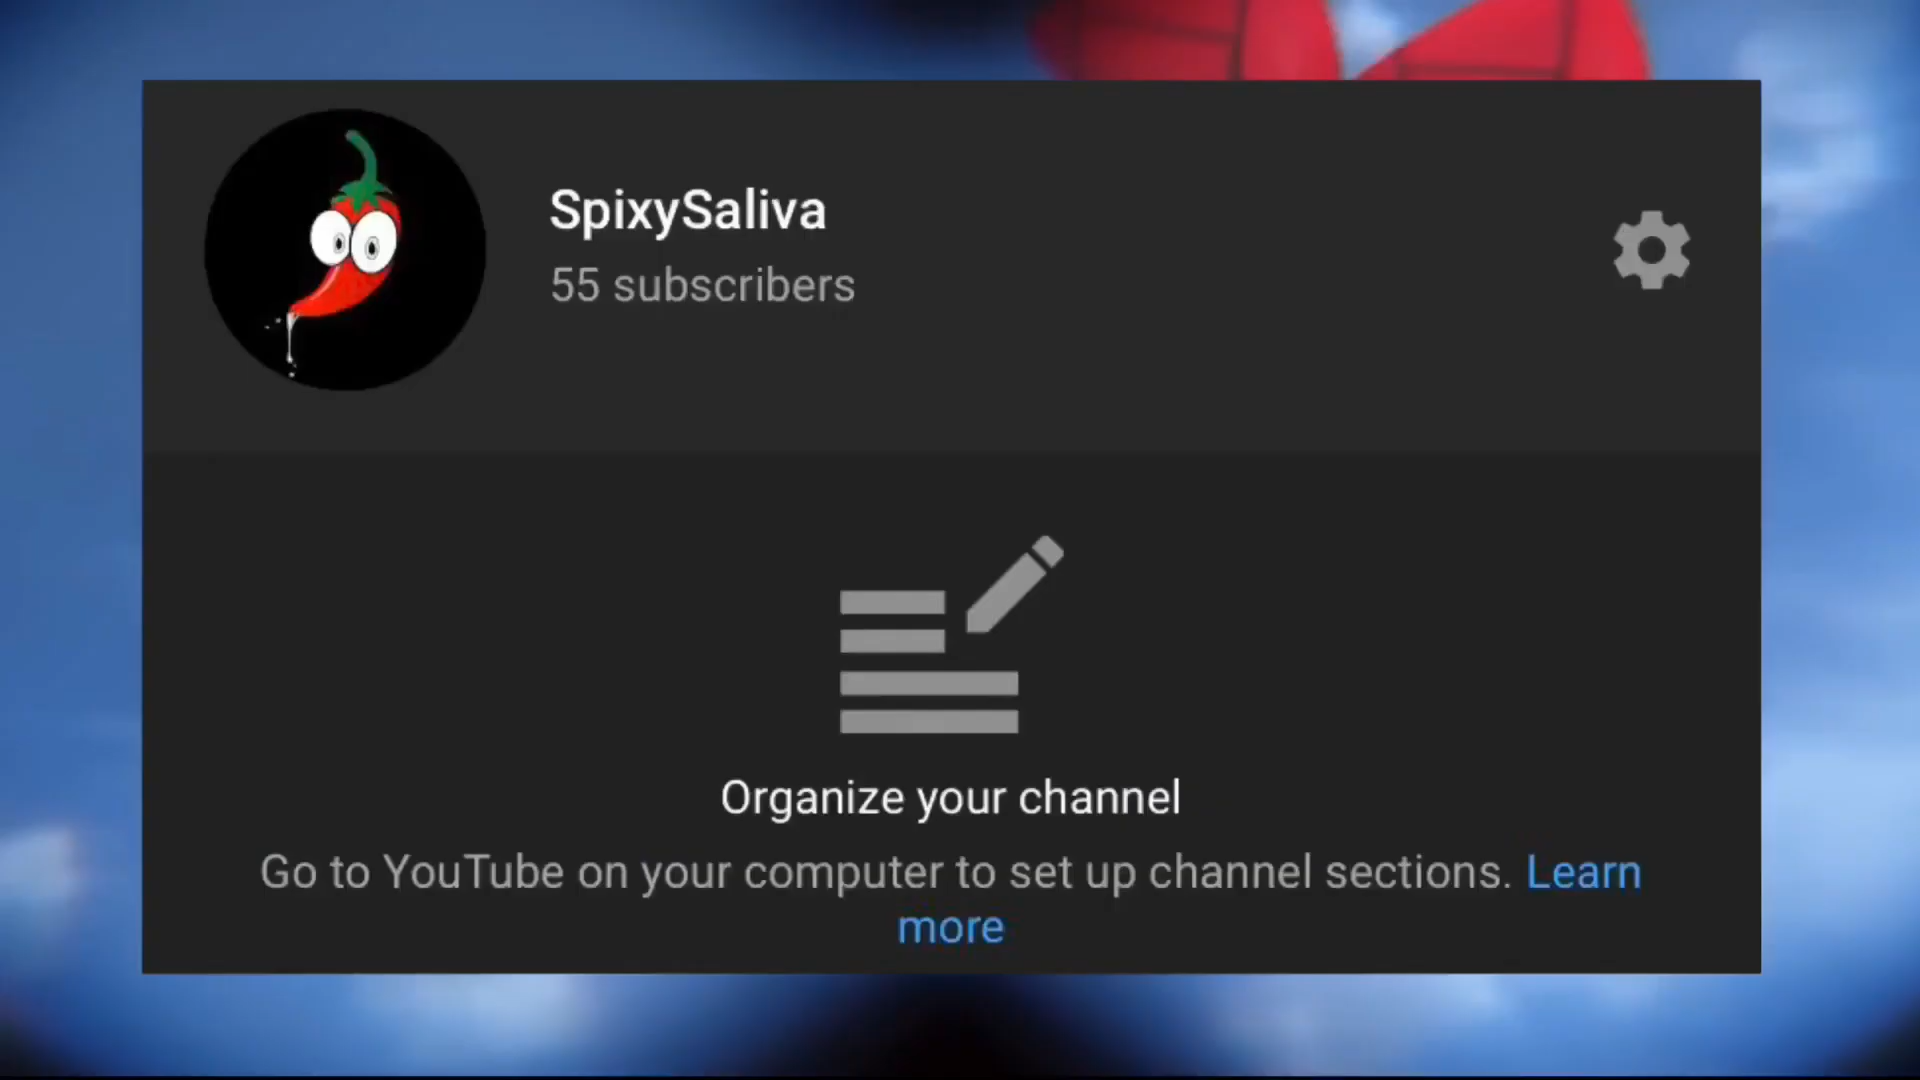 SpixySaliva
55 subscribers
Organize your channel
Go to YouTube on your computer to set up channel sections. Learn
more